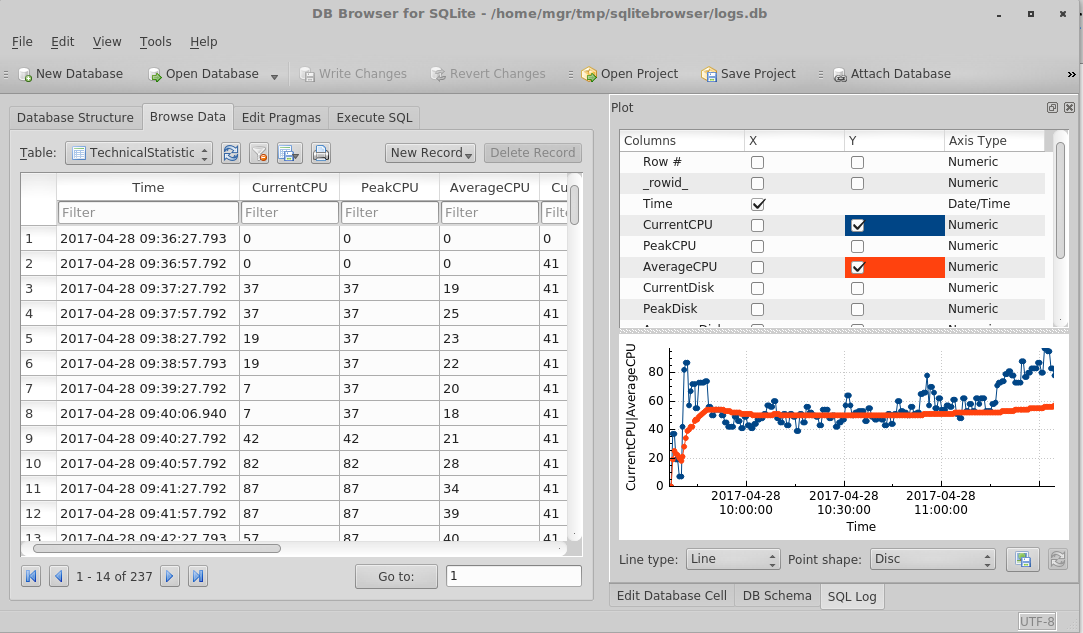 DB Browser for SQLite - /home/mgr/tmp/sqlitebrowser/logs.db
File Edit View Tools Help
New Database Open Database Write Changes Revert Changes Open Project Save Project Attach Database »
Database Structure Browse Data Edit Pragmas Execute SQL
Table: TechnicalStatistic New Record Delete Record
Time CurrentCPU PeakCPU AverageCPU Cu
Filter Filter Filter Filter Filt
1 2017-04-28 09:36:27.793 0 0 0 0
2 2017-04-28 09:36:57.792 0 0 0 41
3 2017-04-28 09:37:27.792 37 37 19 41
4 2017-04-28 09:37:57.792 37 37 25 41
5 2017-04-28 09:38:27.792 19 37 23 41
6 2017-04-28 09:38:57.793 19 37 22 41
7 2017-04-28 09:39:27.792 7 37 20 41
8 2017-04-28 09:40:06.940 7 37 18 41
9 2017-04-28 09:40:27.792 42 42 21 41
10 2017-04-28 09:40:57.792 82 82 28 41
11 2017-04-28 09:41:27.792 87 87 34 41
12 2017-04-28 09:41:57.792 87 87 39 41
13 2017-04-28 09:42:27.793 57 87 40 41
1 - 14 of 237 Go to: 1
Plot
Columns X Y Axis Type
Row # Numeric
_rowid_ Numeric
Time Date/Time
CurrentCPU Numeric
PeakCPU Numeric
AverageCPU Numeric
CurrentDisk Numeric
PeakDisk Numeric
AverageDisk Numeric
CurrentCPU|AverageCPU
80
60
40
20
0
2017-04-28 2017-04-28 2017-04-28
10:00:00 10:30:00 11:00:00
Time
Line type: Line Point shape: Disc
Edit Database Cell DB Schema SQL Log
UTF-8